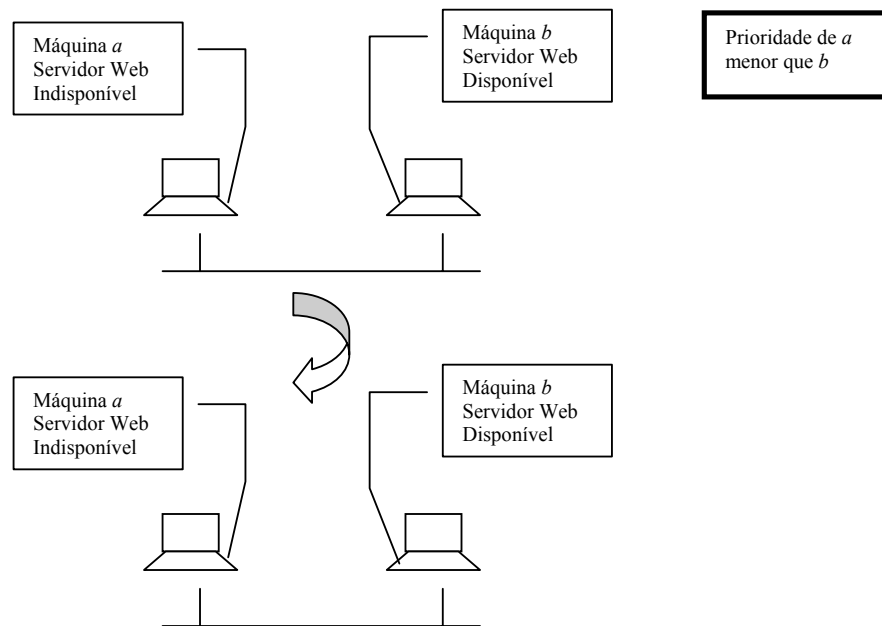 Máquina a
Servidor Web
Indisponível
Máquina b
Servidor Web
Disponível
Prioridade de a
menor que b
Máquina a
Servidor Web
Indisponível
Máquina b
Servidor Web
Disponível